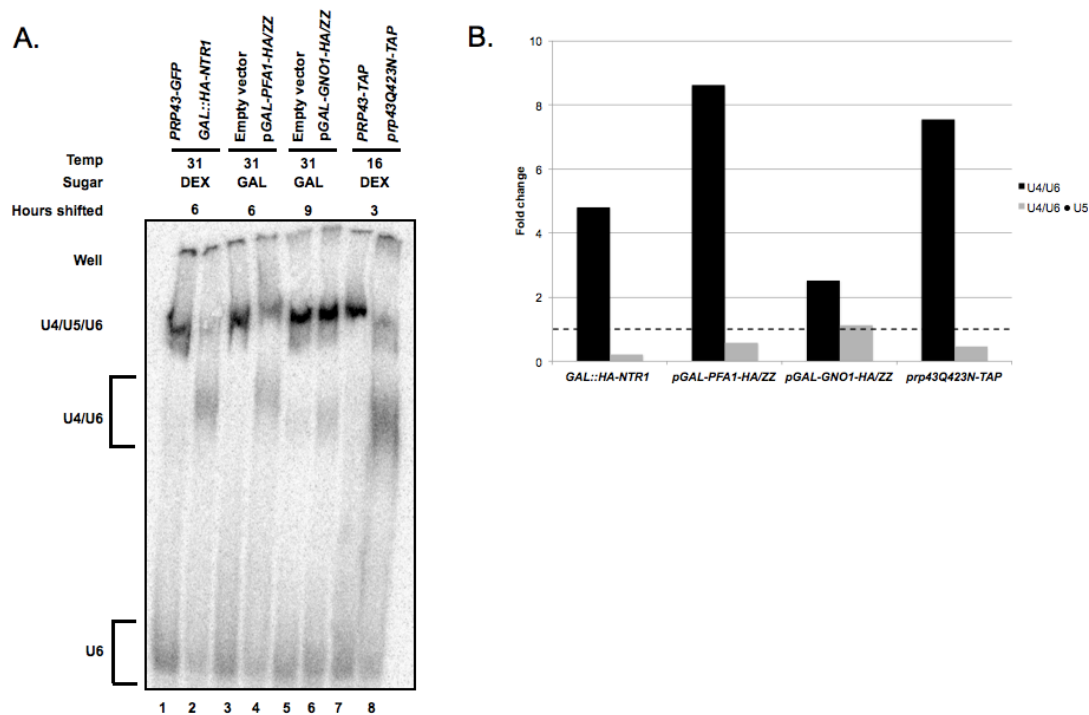 A.
PRP43-GFP
GAL::HA-NTR1
Empty vector
pGAL-PFA1-HA/ZZ
Empty vector
pGAL-GNO1-HA/ZZ
PRP43-TAP
prp43Q423N-TAP
Temp 31 31 31 16
Sugar DEX GAL GAL DEX
Hours shifted 6 6 9 3
Well
U4/U5/U6
U4/U6
U6
1 2 3 4 5 6 7 8
B.
Fold change
10
8
6
4
2
0
GAL::HA-NTR1 pGAL-PFA1-HA/ZZ pGAL-GNO1-HA/ZZ prp43Q423N-TAP
U4/U6
U4/U6 • U5